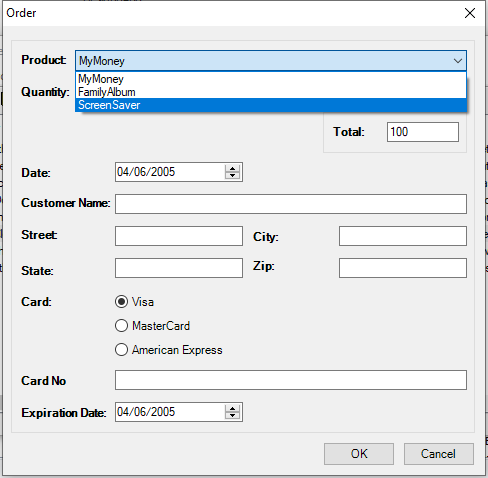 Order
Product: MyMoney
MyMoney
FamilyAlbum
Quantity:
ScreenSaver
Total: 100
Date: 04/06/2005
Customer Name:
Street: City:
State: Zip:
Card: Visa
MasterCard
American Express
Card No
Expiration Date: 04/06/2005
OK Cancel